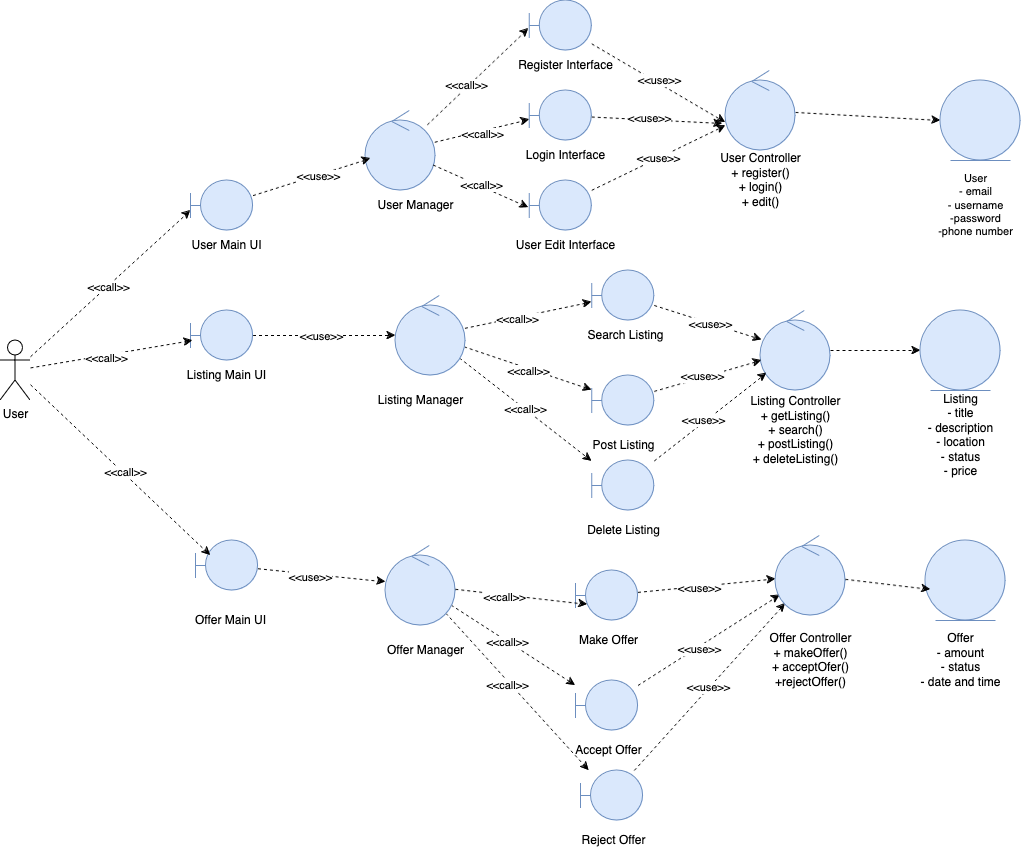 <<call>>
Register Interface
<<use>>
<<call>>
Login Interface
<<use>>
<<call>>
User Edit Interface
<<use>>
User Controller
+ register()
+ login()
+ edit()
User
- email
- username
-password
-phone number
<<use>>
User Manager
User Main UI
<<call>>
<<call>>
<<call>>
User
Listing Main UI
<<use>>
Listing Manager
<<call>>
Search Listing
<<use>>
<<call>>
Post Listing
<<use>>
<<call>>
Delete Listing
<<use>>
Listing Controller
+ getListing()
+ search()
+ postListing()
+ deleteListing()
Listing
- title
- description
- location
- status
- price
Offer Main UI
<<use>>
Offer Manager
<<call>>
Make Offer
<<use>>
<<call>>
Accept Offer
<<use>>
<<call>>
Reject Offer
<<use>>
Offer Controller
+ makeOffer()
+ acceptOfer()
+rejectOffer()
Offer
- amount
- status
- date and time